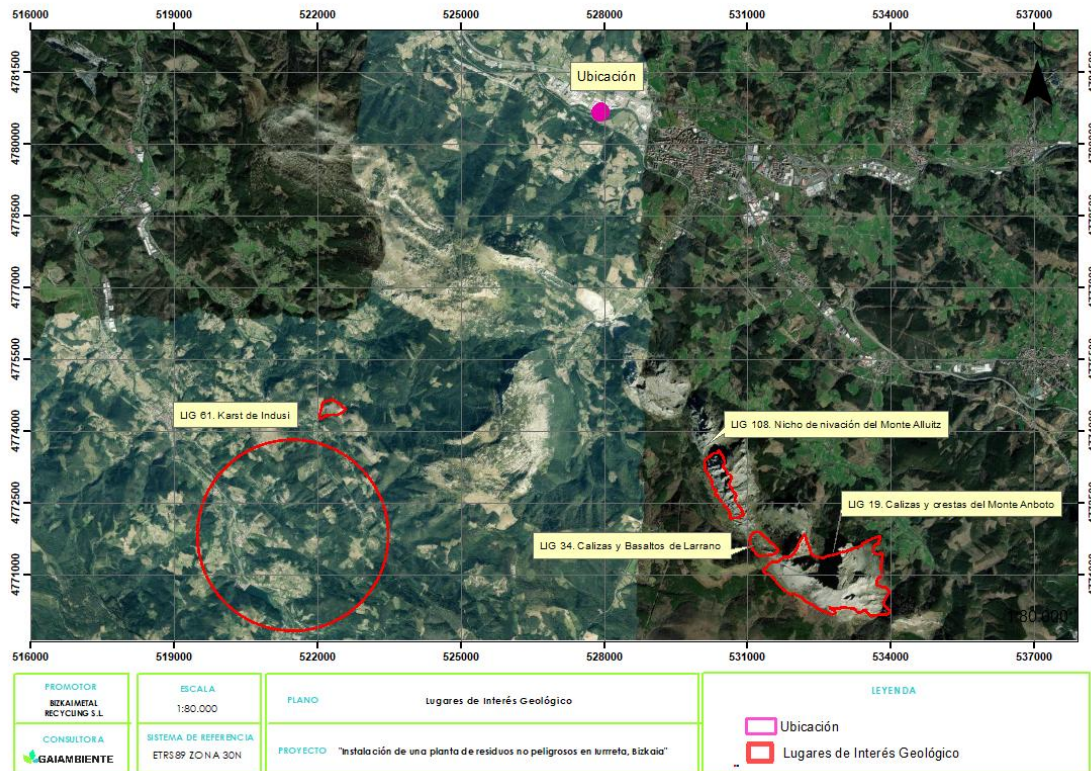 516000 519000 522000 525000 528000 531000 534000 537000
4781500
4780000
4778500
4777000
4775500
4774000
4772500
4771000
Ubicación
LIG 61. Karst de Indusi
LIG 108. Nicho de nivación del Monte Alluitz
LIG 19. Calizas y crestas del Monte Anboto
LIG 34. Calizas y Basaltos de Larrano
1:80.000
516000 519000 522000 525000 528000 531000 534000 537000
PROMOTOR
BIZKAIMETAL
RECYCLING S.L.
CONSULTORA
GAIAMBIENTE
ESCALA
1:80.000
SISTEMA DE REFERENCIA
ETRS89 ZONA 30N
PLANO
Lugares de Interés Geológico
PROYECTO
"Instalación de una planta de residuos no peligrosos en Iurrreta, Bizkaia"
LEYENDA
Ubicación
Lugares de Interés Geológico